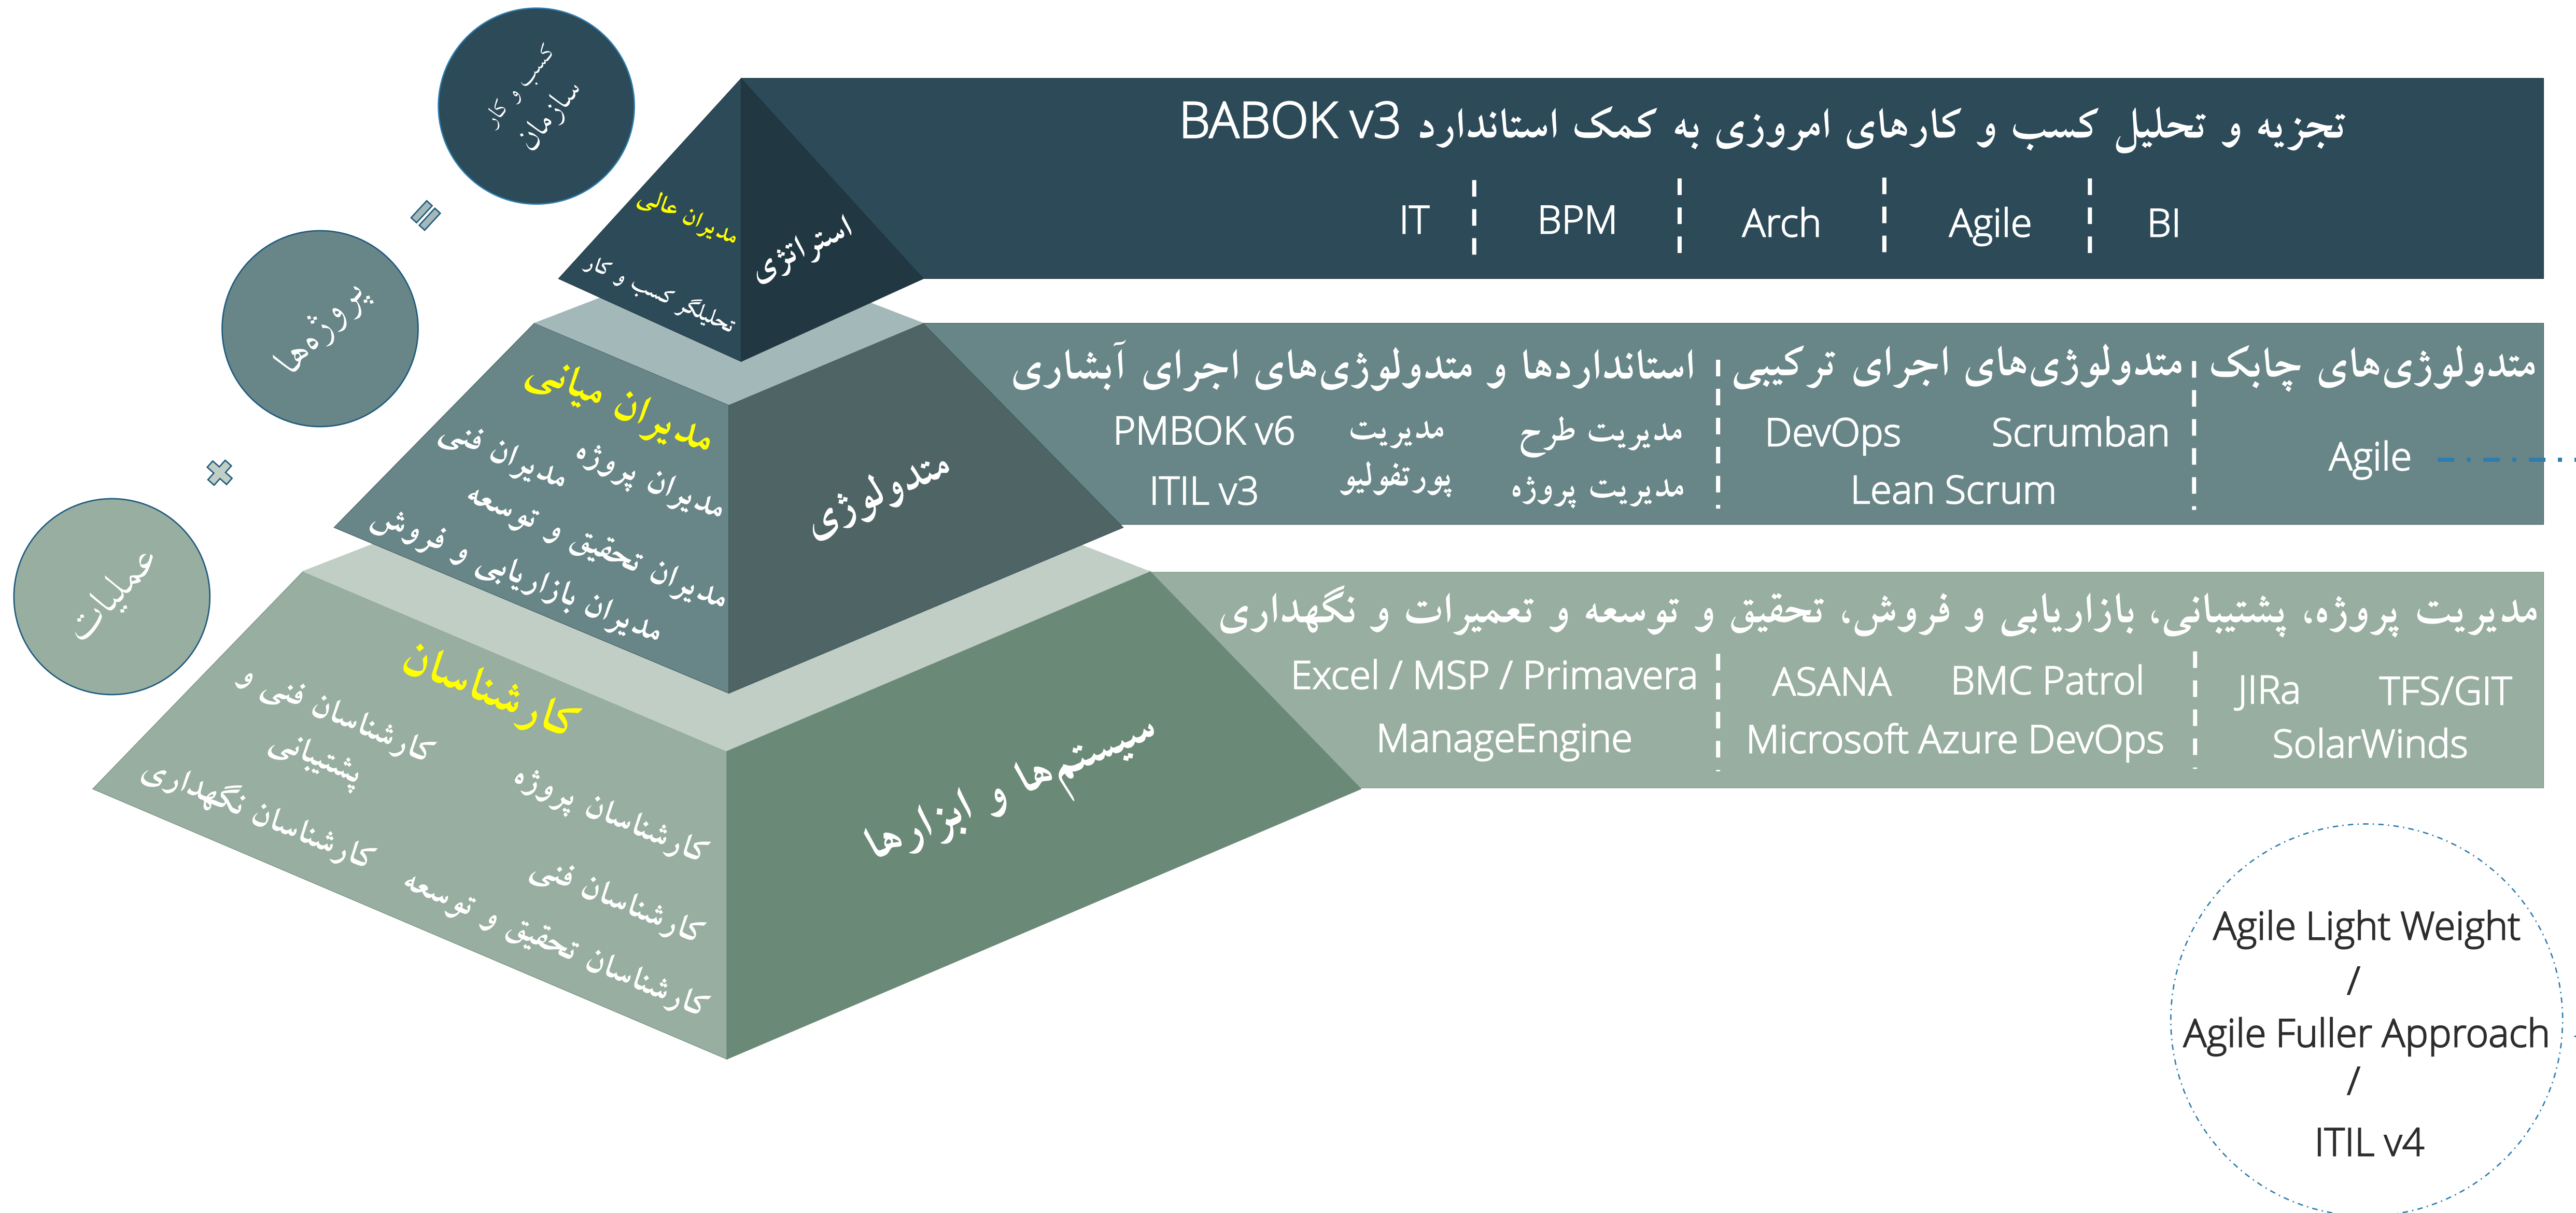 کسب و کار
سازمان
=
پروژه‌ها
×
عملیات
مدیران عالی
تحلیلگر کسب و کار
استراتژی
تجزیه و تحلیل کسب و کارهای امروزی به کمک استاندارد BABOK v3
IT
BPM
Arch
Agile
BI
مدیران میانی
مدیران پروژه
مدیران فنی
مدیران تحقیق و توسعه
مدیران بازاریابی و فروش
متدولوژی
استانداردها و متدولوژی‌های اجرای آبشاری
PMBOK v6
ITIL v3
مدیریت
پورتفولیو
مدیریت طرح
مدیریت پروژه
متدولوژی‌های اجرای ترکیبی
DevOps
Scrumban
Lean Scrum
متدولوژی‌های چابک
Agile
کارشناسان
کارشناسان فنی و
پشتیبانی
کارشناسان پروژه
کارشناسان نگهداری
کارشناسان فنی
کارشناسان تحقیق و توسعه
سیستم‌ها و ابزارها
مدیریت پروژه، پشتیبانی، بازاریابی و فروش، تحقیق و توسعه و تعمیرات و نگهداری
Excel / MSP / Primavera
ManageEngine
ASANA
BMC Patrol
Microsoft Azure DevOps
JIRa
TFS/GIT
SolarWinds
Agile Light Weight
/
Agile Fuller Approach
/
ITIL v4